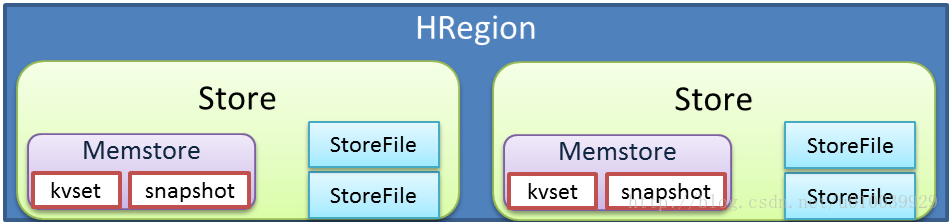 HRegion
Store
Memstore
kvset
snapshot
StoreFile
StoreFile
Store
Memstore
kvset
snapshot
StoreFile
StoreFile